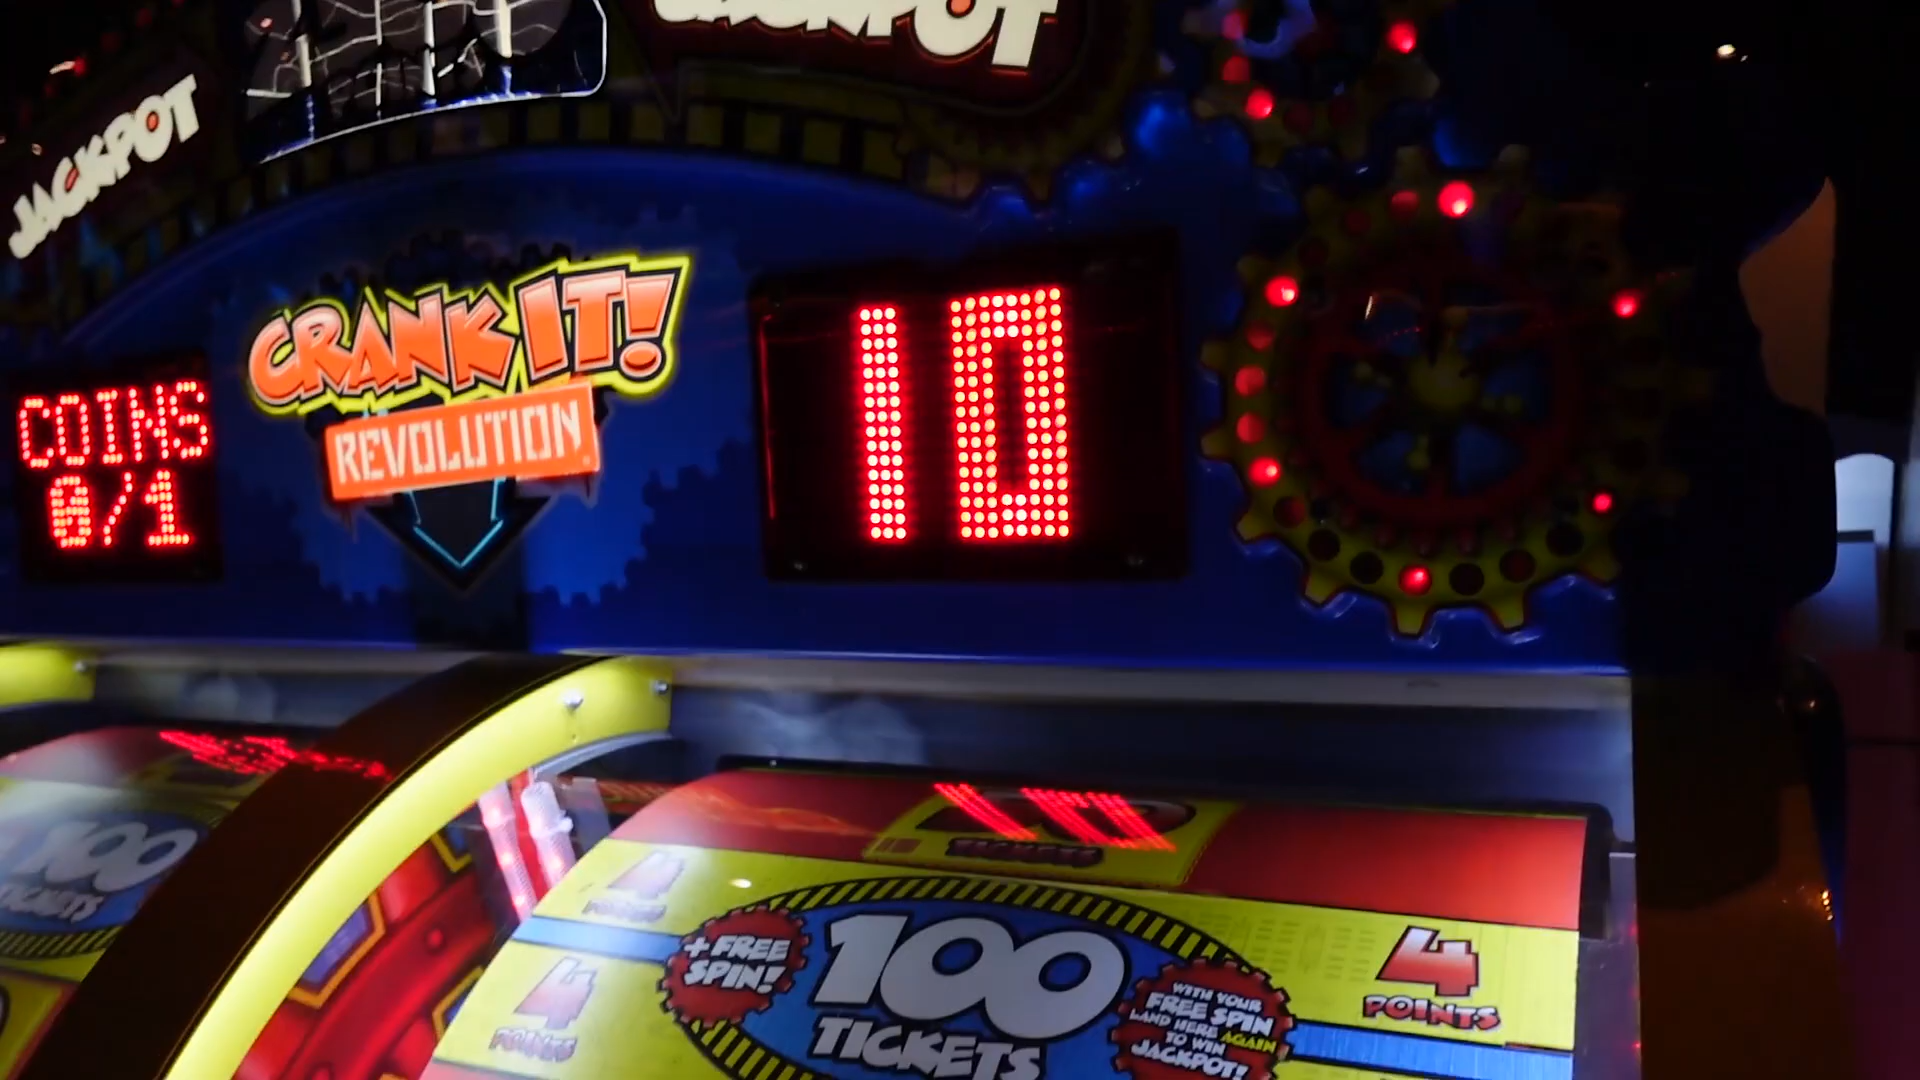 JACKPOT
JACKPOT
CRANK IT!
REVOLUTION
COINS
0/1
10
100
TICKETS
TICKETS
4
POINTS
4
POINTS
+ FREE
SPIN!
100
TICKETS
WITH YOUR
FREE SPIN
LAND HERE AGAIN
TO WIN
JACKPOT!
4
POINTS